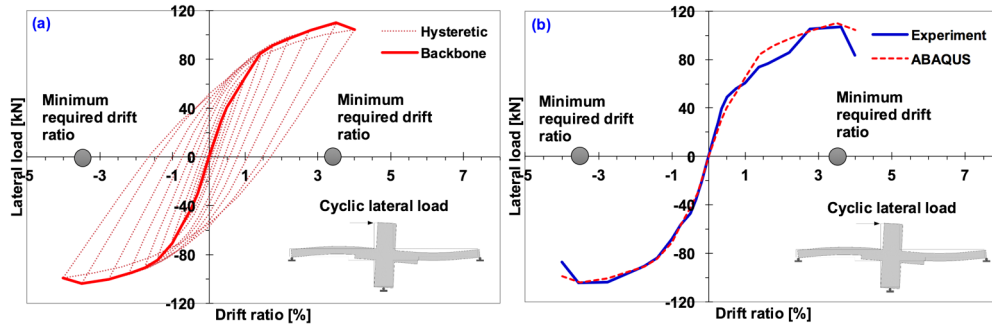 (a)
120
80
40
0
-40
-80
-120
Lateral load [kN]
-5
-3
-1
1
3
5
7
Drift ratio [%]
Hysteretic
Backbone
Minimum
required drift
ratio
Minimum
required drift
ratio
Cyclic lateral load
(b)
120
80
40
0
-40
-80
-120
Lateral load [kN]
-5
-3
-1
1
3
5
7
Drift ratio [%]
Experiment
ABAQUS
Minimum
required drift
ratio
Minimum
required drift
ratio
Cyclic lateral load